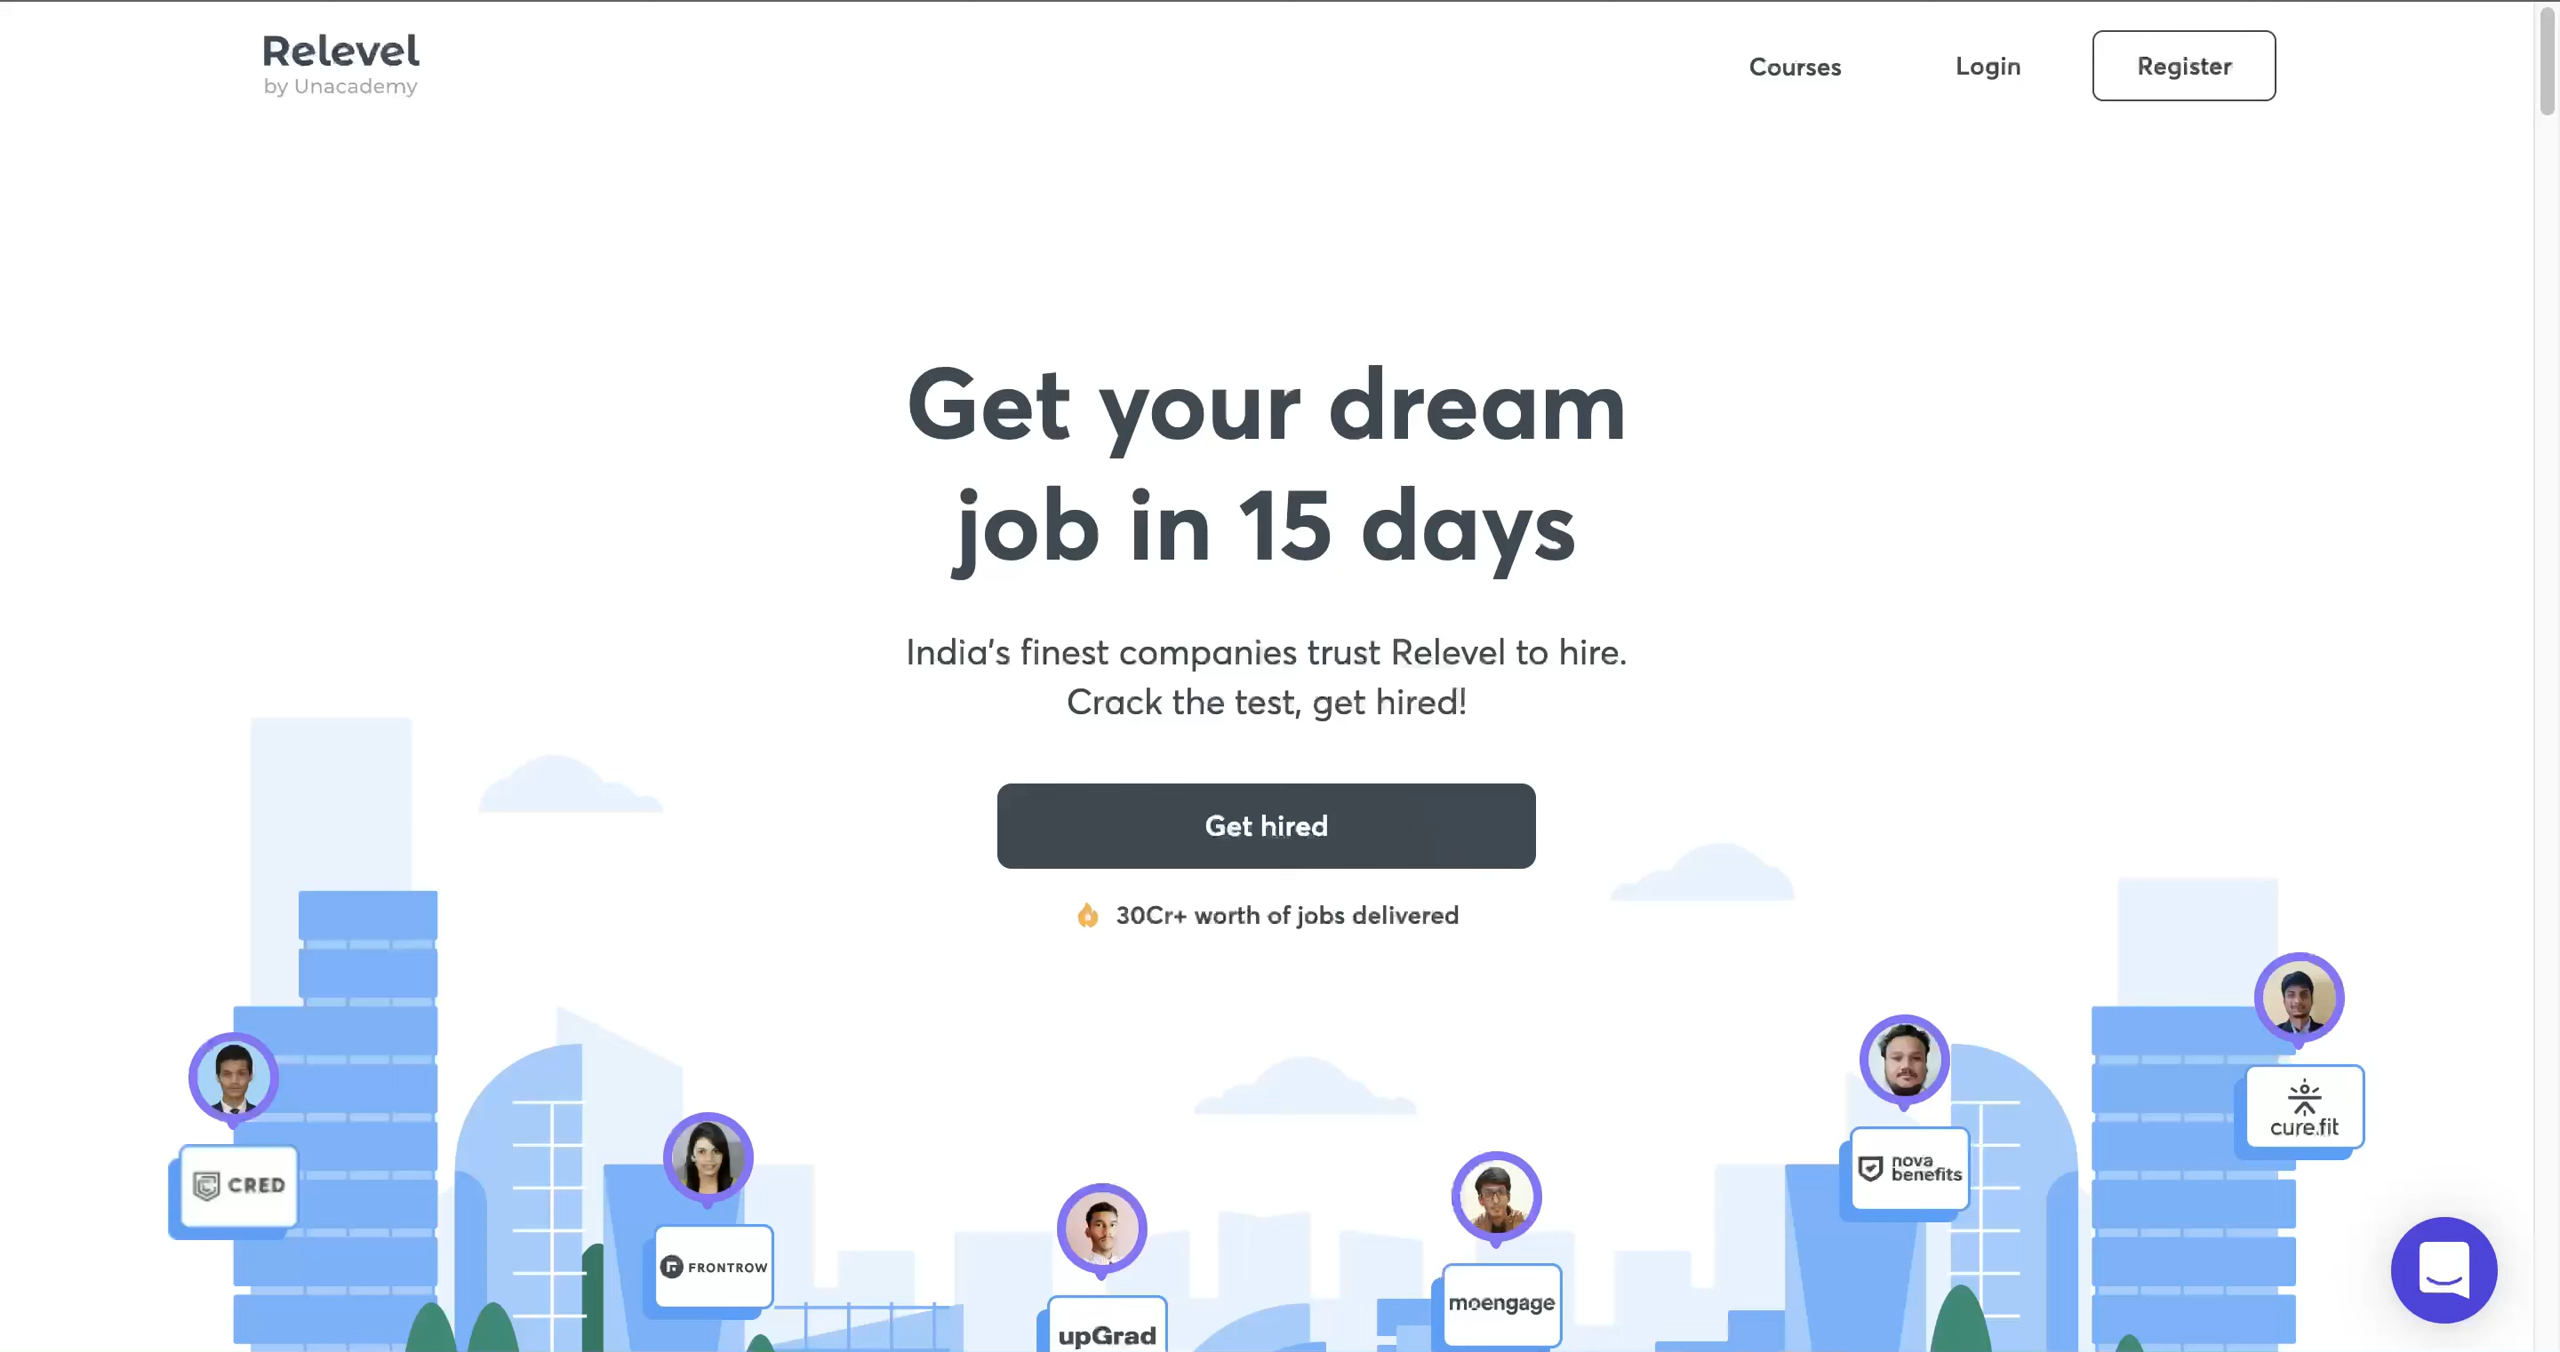 Relevel
by Unacademy
Courses
Login
Register
Get your dream
job in 15 days
India's finest companies trust Relevel to hire.
Crack the test, get hired!
Get hired
30Cr+ worth of jobs delivered
CRED
FRONTROW
upGrad
moengage
nova
benefits
cure.fit